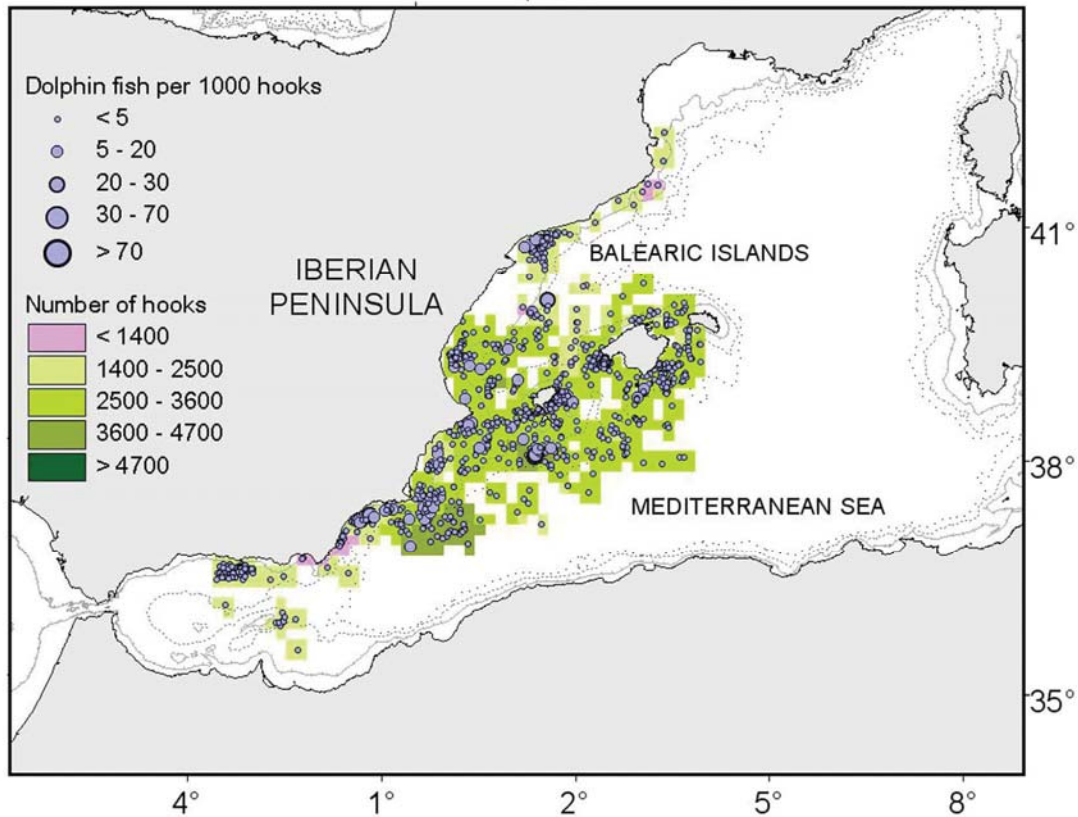 Dolphin fish per 1000 hooks
< 5
5 - 20
20 - 30
30 - 70
> 70
Number of hooks
< 1400
1400 - 2500
2500 - 3600
3600 - 4700
> 4700
IBERIAN
PENINSULA
BALEARIC ISLANDS
MEDITERRANEAN SEA
41°
38°
35°
4°
1°
2°
5°
8°